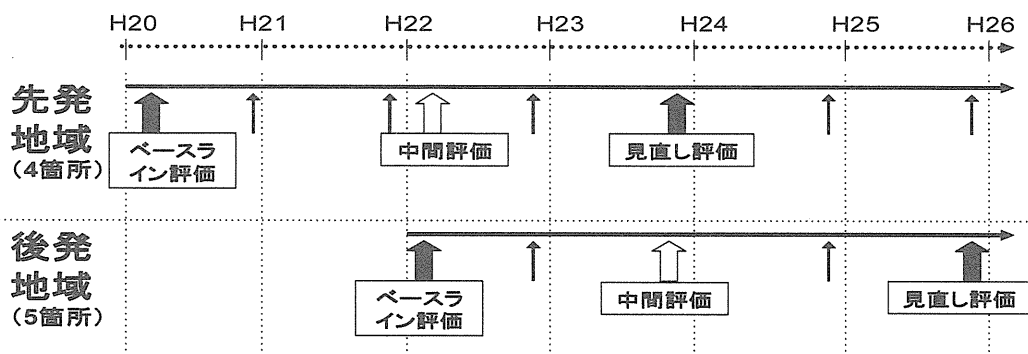 H20 H21 H22 H23 H24 H25 H26
先発
地域
(4箇所)
ベースラ
イン評価
中間評価
見直し評価
後発
地域
(5箇所)
ベースラ
イン評価
中間評価
見直し評価